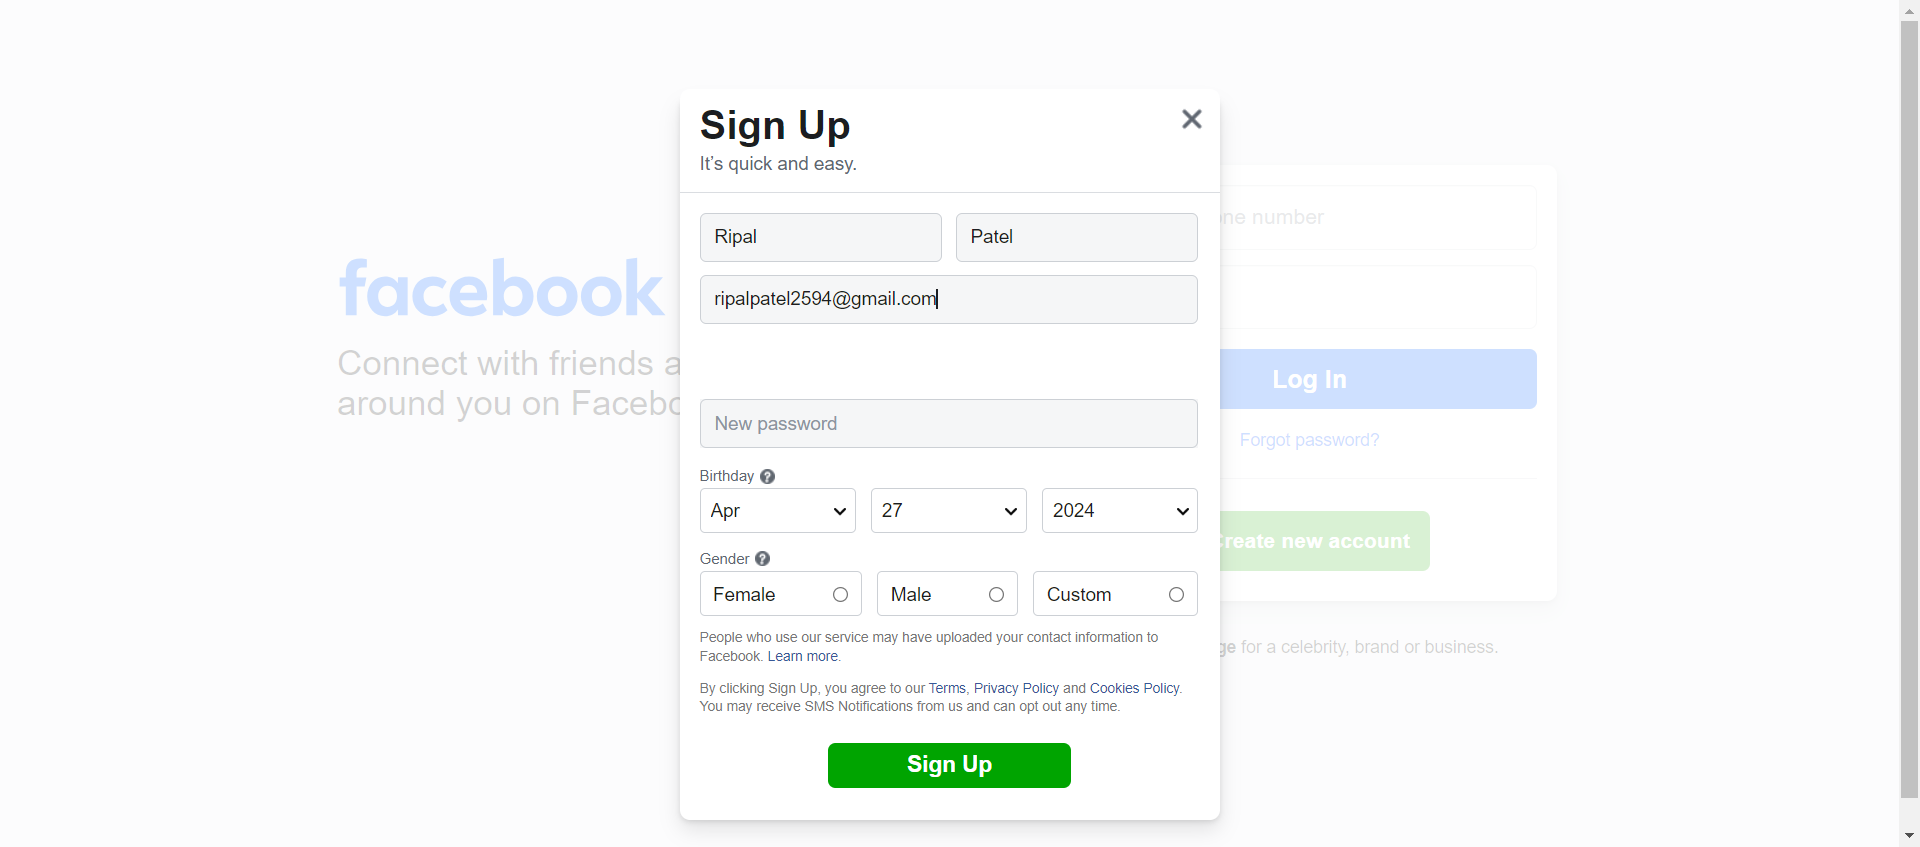 Sign Up
It's quick and easy.
Ripal
Patel
ripalpatel2594@gmail.com
New password
Birthday ?
Apr
27
2024
Gender ?
Female
Male
Custom
People who use our service may have uploaded your contact information to
Facebook. Learn more.
By clicking Sign Up, you agree to our Terms, Privacy Policy and Cookies Policy.
You may receive SMS Notifications from us and can opt out any time.
Sign Up
facebook
Connect with friends a
around you on Facebo
ne number
Log In
Forgot password?
Create new account
ge for a celebrity, brand or business.